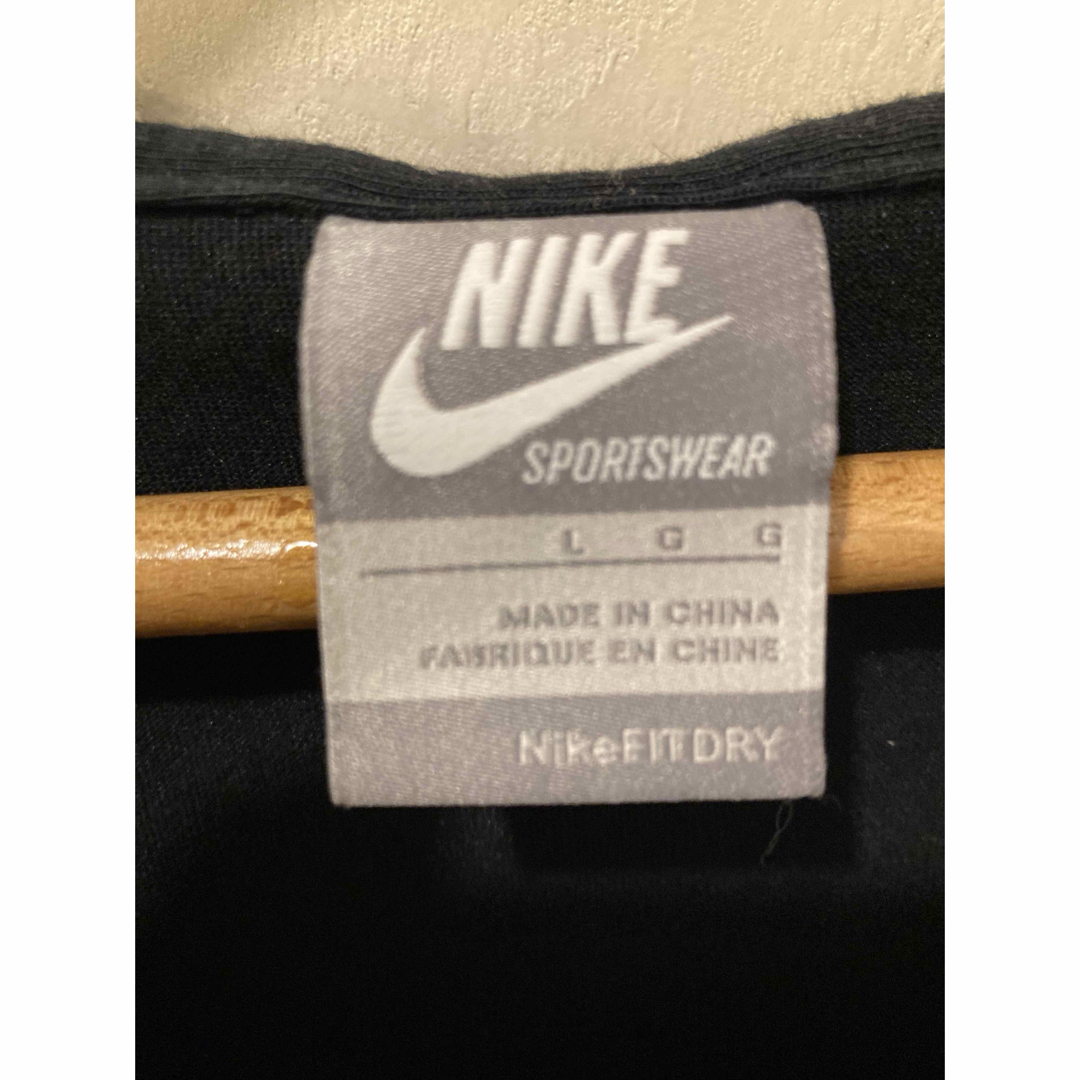 NIKE
SPORTSWEAR
L G G
MADE IN CHINA
FABRIQUE EN CHINE
NikeFITDRY